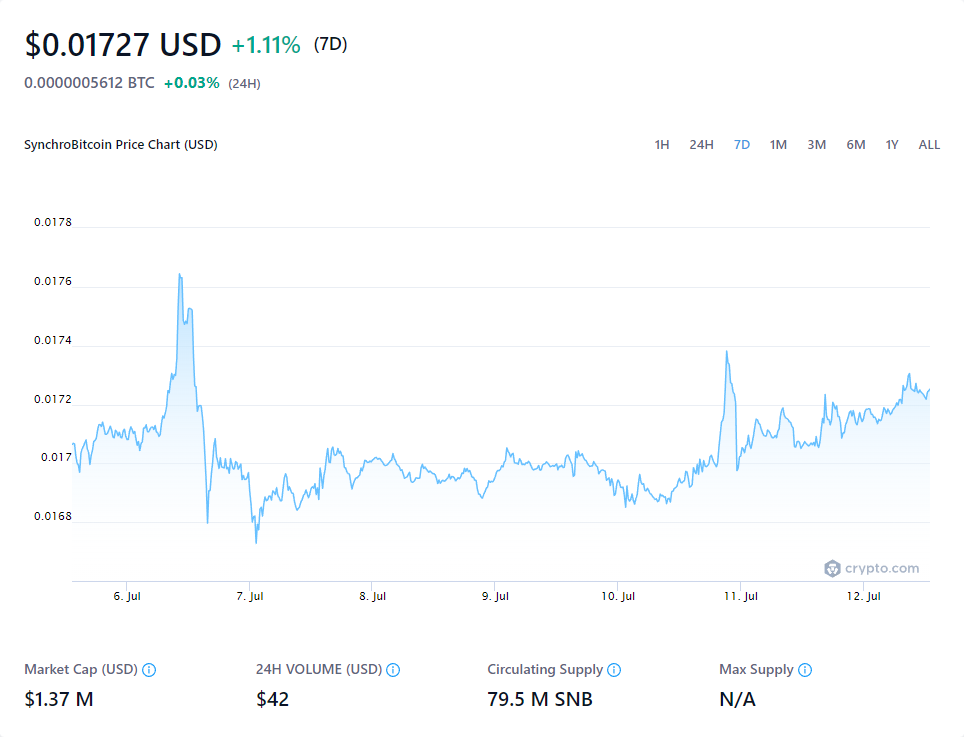 $0.01727 USD +1.11% (7D)
0.0000005612 BTC +0.03% (24H)
SynchroBitcoin Price Chart (USD) 1H 24H 7D 1M 3M 6M 1Y ALL
0.0178
0.0176
0.0174
0.0172
0.017
0.0168
crypto.com
6. Jul 7. Jul 8. Jul 9. Jul 10. Jul 11. Jul 12. Jul
Market Cap (USD) 24H VOLUME (USD) Circulating Supply Max Supply
$1.37 M $42 79.5 M SNB N/A